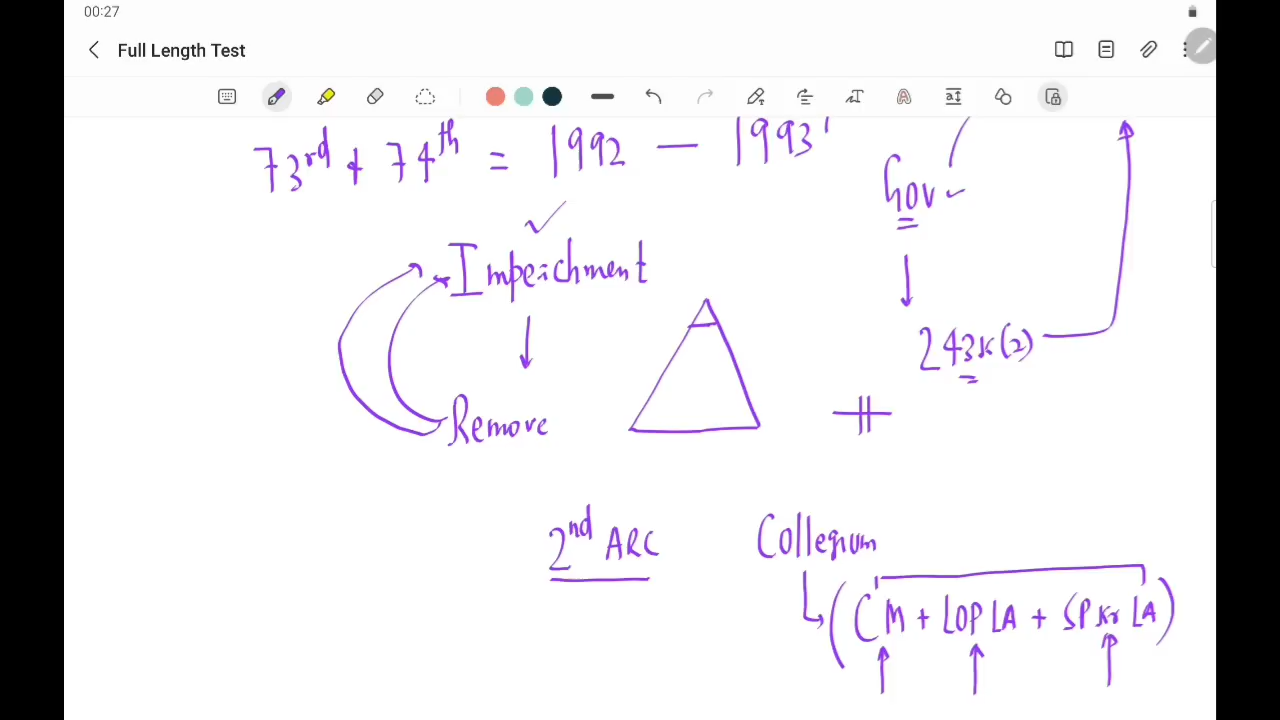 00:27
Full Length Test
73rd + 74th = 1992 — 1993
Gov
Impeichment
243K(2)
Remove
2nd ARC
Collegium
(CM + LOP LA + SPKr LA)